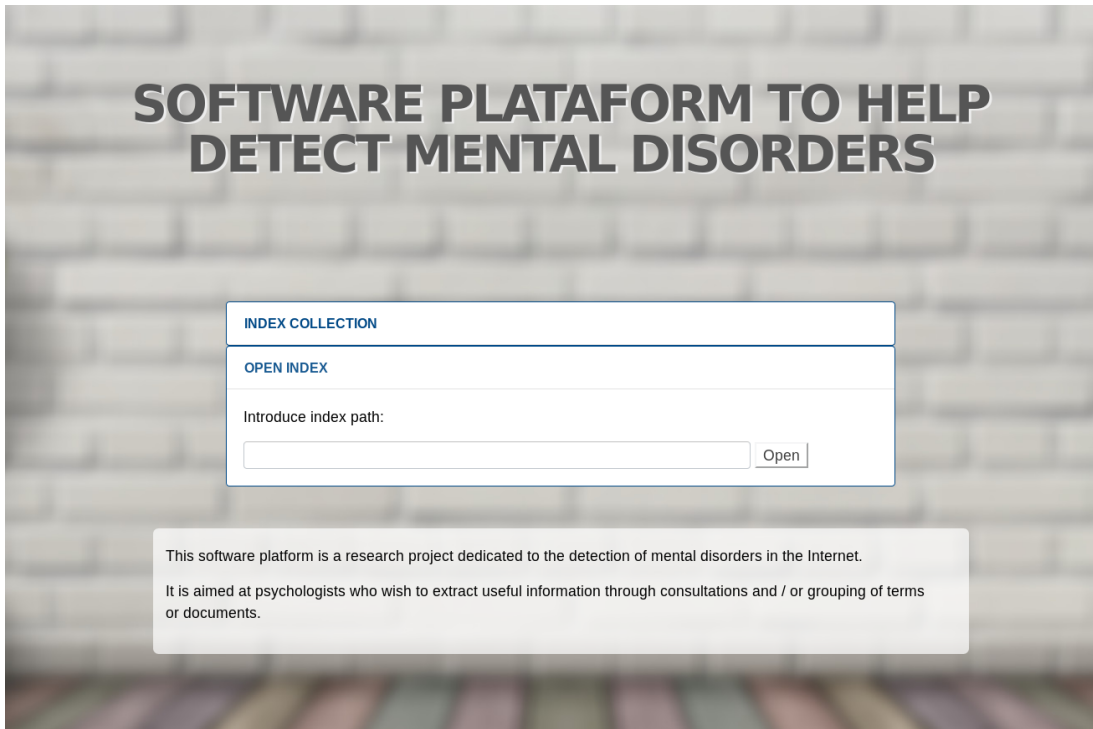 SOFTWARE PLATAFORM TO HELP
DETECT MENTAL DISORDERS
INDEX COLLECTION
OPEN INDEX
Introduce index path:
Open
This software platform is a research project dedicated to the detection of mental disorders in the Internet.
It is aimed at psychologists who wish to extract useful information through consultations and / or grouping of terms
or documents.